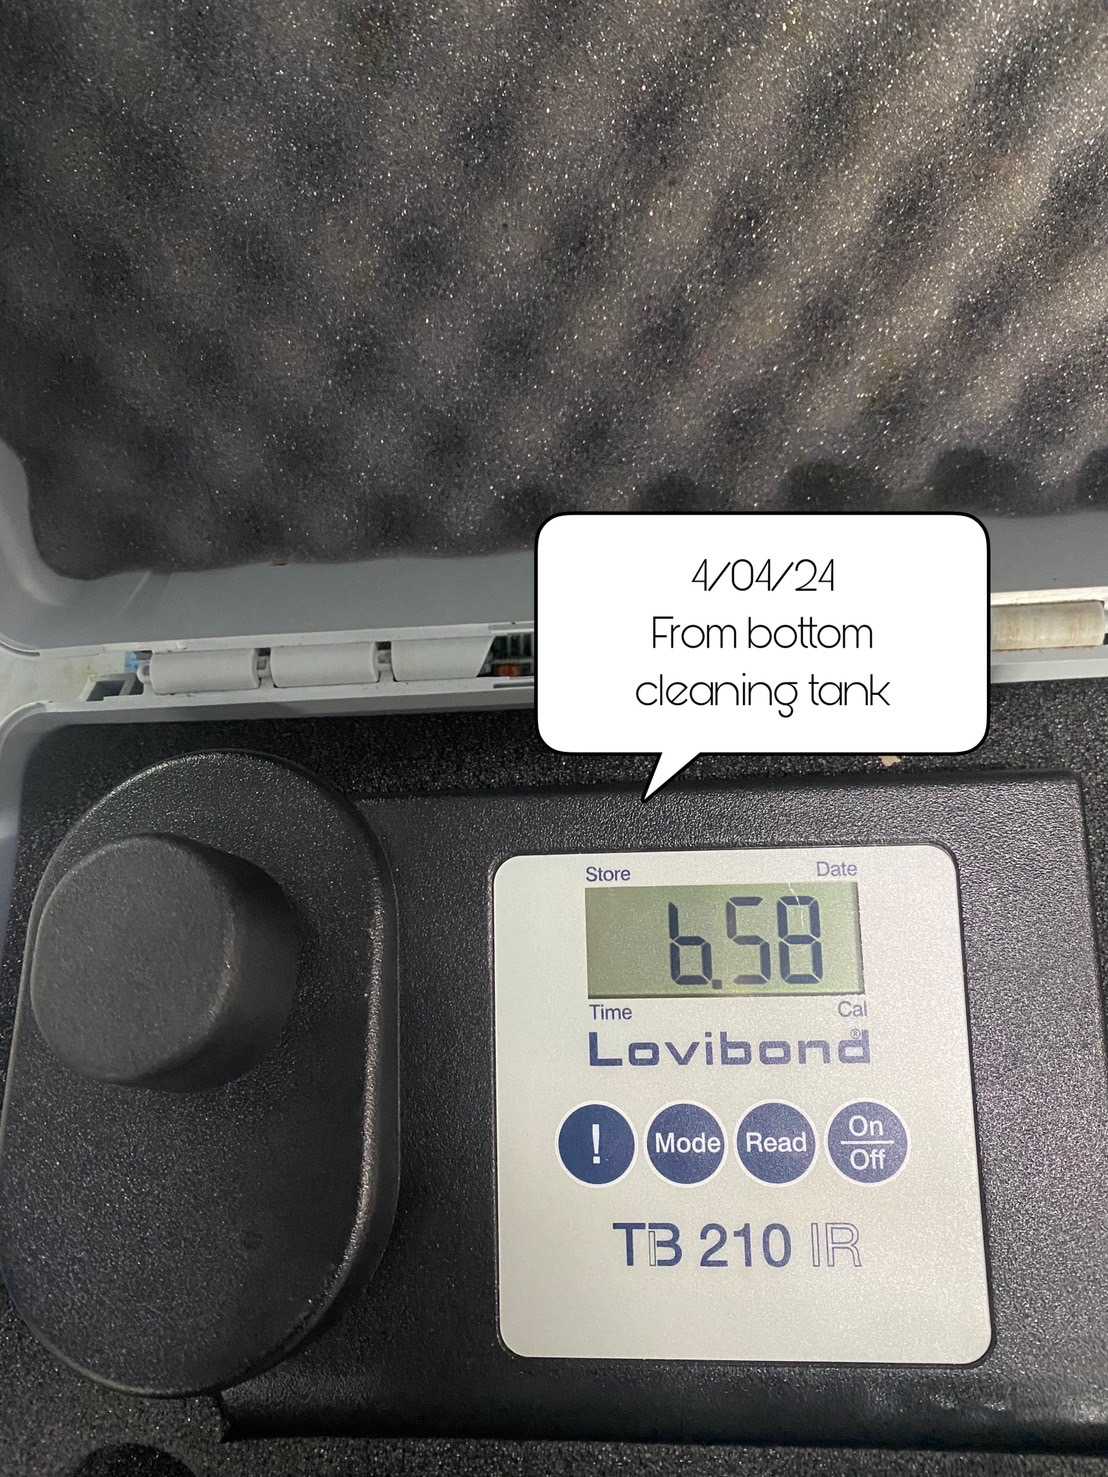 4/04/24
From bottom
cleaning tank
Store Date
6.58
Time Cal
Lovibond®
! Mode Read On/Off
TB 210 IR